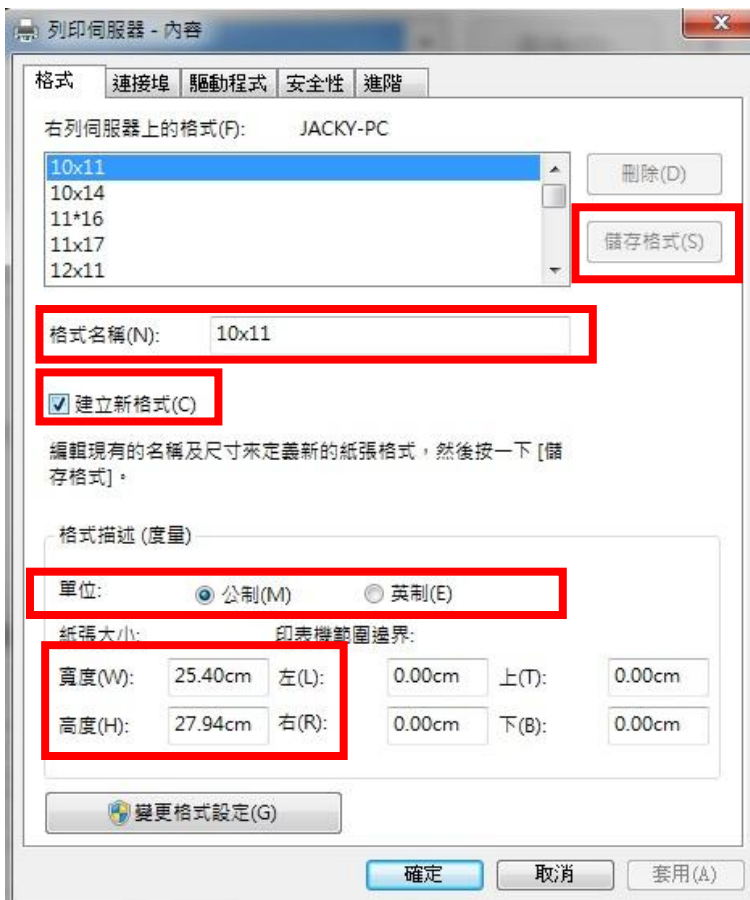 列印伺服器 - 內容
格式 連接埠 驅動程式 安全性 進階
右列伺服器上的格式(F): JACKY-PC
10x11
10x14
11*16
11x17
12x11
刪除(D)
儲存格式(S)
格式名稱(N): 10x11
建立新格式(C)
編輯現有的名稱及尺寸來定義新的紙張格式，然後按一下 [儲
存格式]。
格式描述 (度量)
單位: 公制(M) 英制(E)
紙張大小: 印表機範圍邊界:
寬度(W): 25.40cm 左(L): 0.00cm 上(T): 0.00cm
高度(H): 27.94cm 右(R): 0.00cm 下(B): 0.00cm
變更格式設定(G)
確定 取消 套用(A)